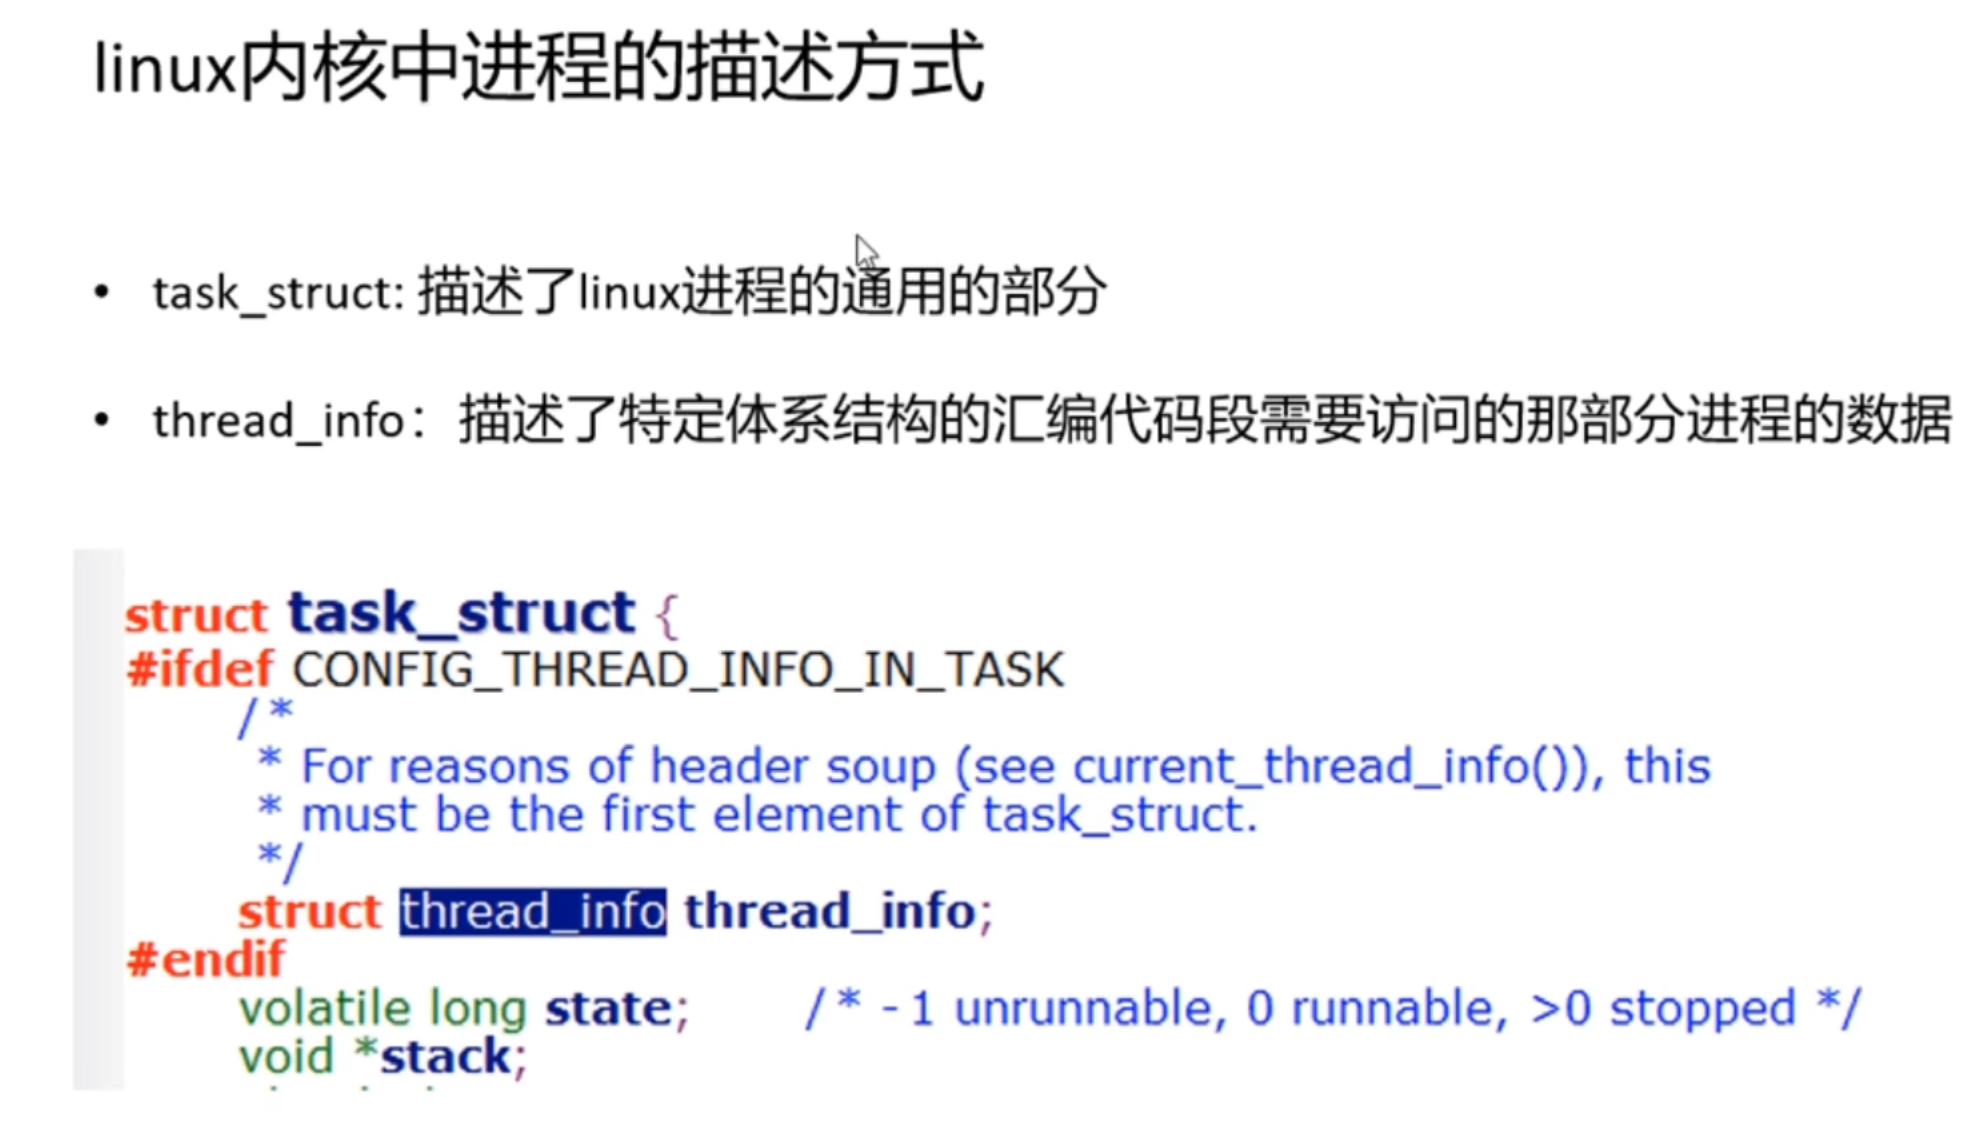 linux内核中进程的描述方式
• task_struct: 描述了linux进程的通用的部分
• thread_info：描述了特定体系结构的汇编代码段需要访问的那部分进程的数据
struct task_struct {
#ifdef CONFIG_THREAD_INFO_IN_TASK
/*
* For reasons of header soup (see current_thread_info()), this
* must be the first element of task_struct.
*/
struct thread_info thread_info;
#endif
volatile long state; /* -1 unrunnable, 0 runnable, >0 stopped */
void *stack;